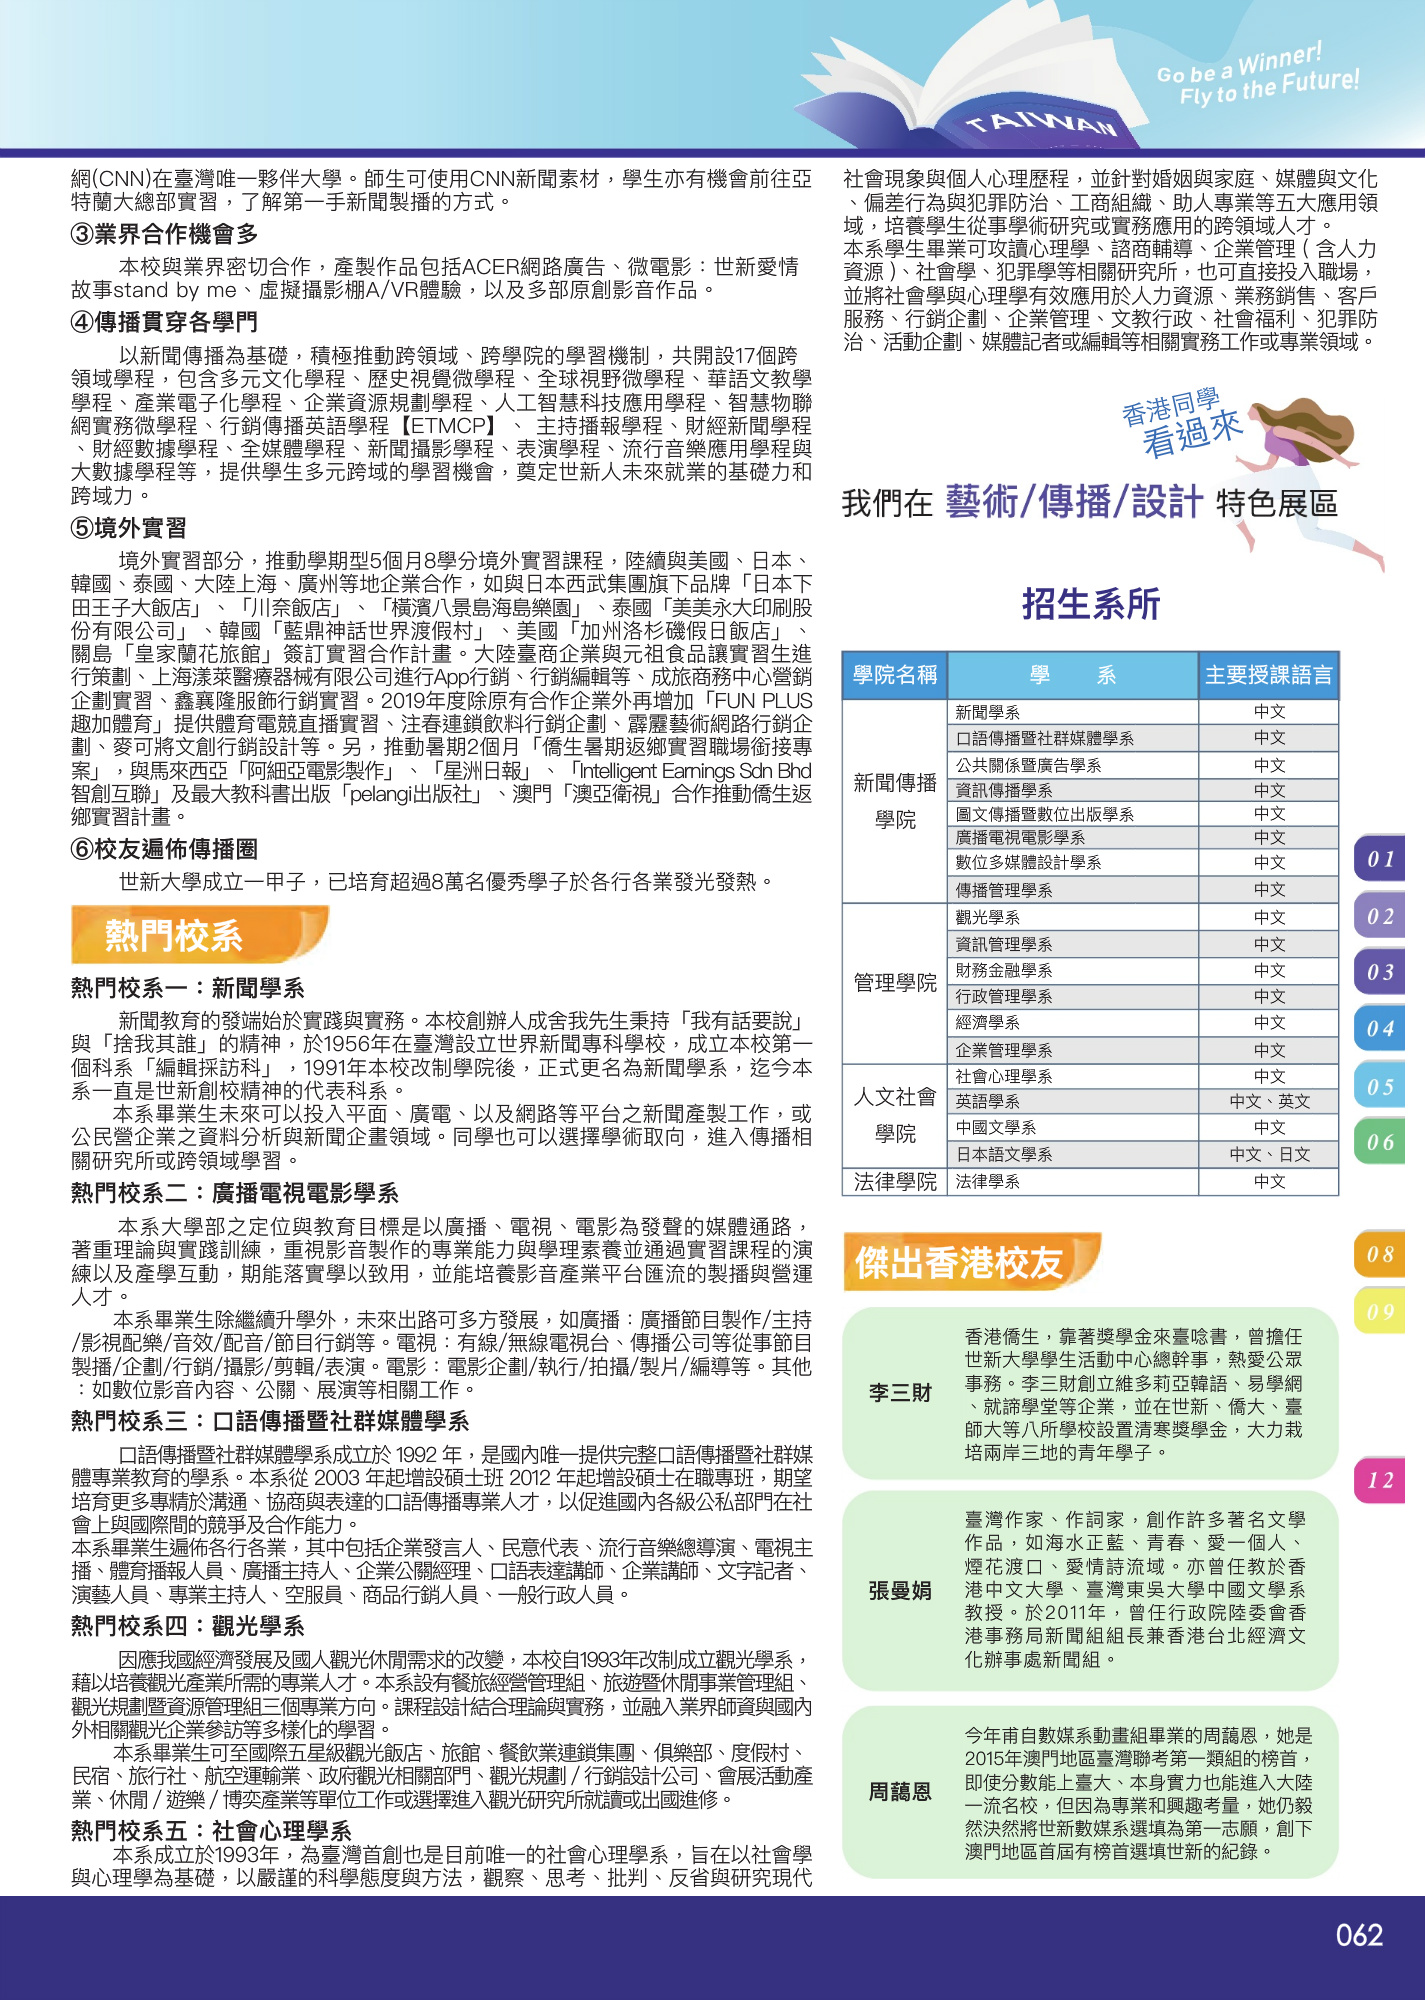 Go be a Winner!
Fly to the Future!
TAIWAN
網(CNN)在臺灣唯一夥伴大學。師生可使用CNN新聞素材，學生亦有機會前往亞
特蘭大總部實習，了解第一手新聞製播的方式。
③業界合作機會多
本校與業界密切合作，產製作品包括ACER網路廣告、微電影：世新愛情
故事stand by me、虛擬攝影棚A/VR體驗，以及多部原創影音作品。
④傳播貫穿各學門
以新聞傳播為基礎，積極推動跨領域、跨學院的學習機制，共開設17個跨
領域學程，包含多元文化學程、歷史視覺微學程、全球視野微學程、華語文教學
學程、產業電子化學程、企業資源規劃學程、人工智慧科技應用學程、智慧物聯
網實務微學程、行銷傳播英語學程【ETMCP】、 主持播報學程、財經新聞學程
、財經數據學程、全媒體學程、新聞攝影學程、表演學程、流行音樂應用學程與
大數據學程等，提供學生多元跨域的學習機會，奠定世新人未來就業的基礎力和
跨域力。
⑤境外實習
境外實習部分，推動學期型5個月8學分境外實習課程，陸續與美國、日本、
韓國、泰國、大陸上海、廣州等地企業合作，如與日本西武集團旗下品牌「日本下
田王子大飯店」、「川奈飯店」、「橫濱八景島海島樂園」、泰國「美美永大印刷股
份有限公司」、韓國「藍鼎神話世界渡假村」、美國「加州洛杉磯假日飯店」、
關島「皇家蘭花旅館」簽訂實習合作計畫。大陸臺商企業與元祖食品讓實習生進
行策劃、上海漾萊醫療器械有限公司進行App行銷、行銷編輯等、成旅商務中心營銷
企劃實習、鑫襄隆服飾行銷實習。2019年度除原有合作企業外再增加「FUN PLUS
趣加體育」提供體育電競直播實習、注春連鎖飲料行銷企劃、霹靂藝術網路行銷企
劃、麥可將文創行銷設計等。另，推動暑期2個月「僑生暑期返鄉實習職場銜接專
案」，與馬來西亞「阿細亞電影製作」、「星洲日報」、「Intelligent Earnings Sdn Bhd
智創互聯」及最大教科書出版「pelangi出版社」、澳門「澳亞衛視」合作推動僑生返
鄉實習計畫。
⑥校友遍佈傳播圈
世新大學成立一甲子，已培育超過8萬名優秀學子於各行各業發光發熱。
熱門校系
熱門校系一：新聞學系
新聞教育的發端始於實踐與實務。本校創辦人成舍我先生秉持「我有話要說」
與「捨我其誰」的精神，於1956年在臺灣設立世界新聞專科學校，成立本校第一
個科系「編輯採訪科」，1991年本校改制學院後，正式更名為新聞學系，迄今本
系一直是世新創校精神的代表科系。
本系畢業生未來可以投入平面、廣電、以及網路等平台之新聞產製工作，或
公民營企業之資料分析與新聞企畫領域。同學也可以選擇學術取向，進入傳播相
關研究所或跨領域學習。
熱門校系二：廣播電視電影學系
本系大學部之定位與教育目標是以廣播、電視、電影為發聲的媒體通路，
著重理論與實踐訓練，重視影音製作的專業能力與學理素養並通過實習課程的演
練以及產學互動，期能落實學以致用，並能培養影音產業平台匯流的製播與營運
人才。
本系畢業生除繼續升學外，未來出路可多方發展，如廣播：廣播節目製作/主持
/影視配樂/音效/配音/節目行銷等。電視：有線/無線電視台、傳播公司等從事節目
製播/企劃/行銷/攝影/剪輯/表演。電影：電影企劃/執行/拍攝/製片/編導等。其他
：如數位影音內容、公關、展演等相關工作。
熱門校系三：口語傳播暨社群媒體學系
口語傳播暨社群媒體學系成立於 1992 年，是國內唯一提供完整口語傳播暨社群媒
體專業教育的學系。本系從 2003 年起增設碩士班 2012 年起增設碩士在職專班，期望
培育更多專精於溝通、協商與表達的口語傳播專業人才，以促進國內各級公私部門在社
會上與國際間的競爭及合作能力。
本系畢業生遍佈各行各業，其中包括企業發言人、民意代表、流行音樂總導演、電視主
播、體育播報人員、廣播主持人、企業公關經理、口語表達講師、企業講師、文字記者、
演藝人員、專業主持人、空服員、商品行銷人員、一般行政人員。
熱門校系四：觀光學系
因應我國經濟發展及國人觀光休閒需求的改變，本校自1993年改制成立觀光學系，
藉以培養觀光產業所需的專業人才。本系設有餐旅經營管理組、旅遊暨休閒事業管理組、
觀光規劃暨資源管理組三個專業方向。課程設計結合理論與實務，並融入業界師資與國內
外相關觀光企業參訪等多樣化的學習。
本系畢業生可至國際五星級觀光飯店、旅館、餐飲業連鎖集團、俱樂部、度假村、
民宿、旅行社、航空運輸業、政府觀光相關部門、觀光規劃 / 行銷設計公司、會展活動產
業、休閒 / 遊樂 / 博奕產業等單位工作或選擇進入觀光研究所就讀或出國進修。
熱門校系五：社會心理學系
本系成立於1993年，為臺灣首創也是目前唯一的社會心理學系，旨在以社會學
與心理學為基礎，以嚴謹的科學態度與方法，觀察、思考、批判、反省與研究現代
社會現象與個人心理歷程，並針對婚姻與家庭、媒體與文化
、偏差行為與犯罪防治、工商組織、助人專業等五大應用領
域，培養學生從事學術研究或實務應用的跨領域人才。
本系學生畢業可攻讀心理學、諮商輔導、企業管理（含人力
資源）、社會學、犯罪學等相關研究所，也可直接投入職場，
並將社會學與心理學有效應用於人力資源、業務銷售、客戶
服務、行銷企劃、企業管理、文教行政、社會福利、犯罪防
治、活動企劃、媒體記者或編輯等相關實務工作或專業領域。
香港同學
看過來
我們在 藝術/傳播/設計 特色展區
招生系所
學院名稱 學 系 主要授課語言
新聞傳播學院
新聞學系 中文
口語傳播暨社群媒體學系 中文
公共關係暨廣告學系 中文
資訊傳播學系 中文
圖文傳播暨數位出版學系 中文
廣播電視電影學系 中文
數位多媒體設計學系 中文
傳播管理學系 中文
管理學院
觀光學系 中文
資訊管理學系 中文
財務金融學系 中文
行政管理學系 中文
經濟學系 中文
企業管理學系 中文
人文社會學院
社會心理學系 中文
英語學系 中文、英文
中國文學系 中文
日本語文學系 中文、日文
法律學院 法律學系 中文
傑出香港校友
李三財
香港僑生，靠著獎學金來臺唸書，曾擔任
世新大學學生活動中心總幹事，熱愛公眾
事務。李三財創立維多莉亞韓語、易學網
、就諦學堂等企業，並在世新、僑大、臺
師大等八所學校設置清寒獎學金，大力栽
培兩岸三地的青年學子。
張曼娟
臺灣作家、作詞家，創作許多著名文學
作品，如海水正藍、青春、愛一個人、
煙花渡口、愛情詩流域。亦曾任教於香
港中文大學、臺灣東吳大學中國文學系
教授。於2011年，曾任行政院陸委會香
港事務局新聞組組長兼香港台北經濟文
化辦事處新聞組。
周藹恩
今年甫自數媒系動畫組畢業的周藹恩，她是
2015年澳門地區臺灣聯考第一類組的榜首，
即使分數能上臺大、本身實力也能進入大陸
一流名校，但因為專業和興趣考量，她仍毅
然決然將世新數媒系選填為第一志願，創下
澳門地區首屆有榜首選填世新的紀錄。
01
02
03
04
05
06
08
09
12
062